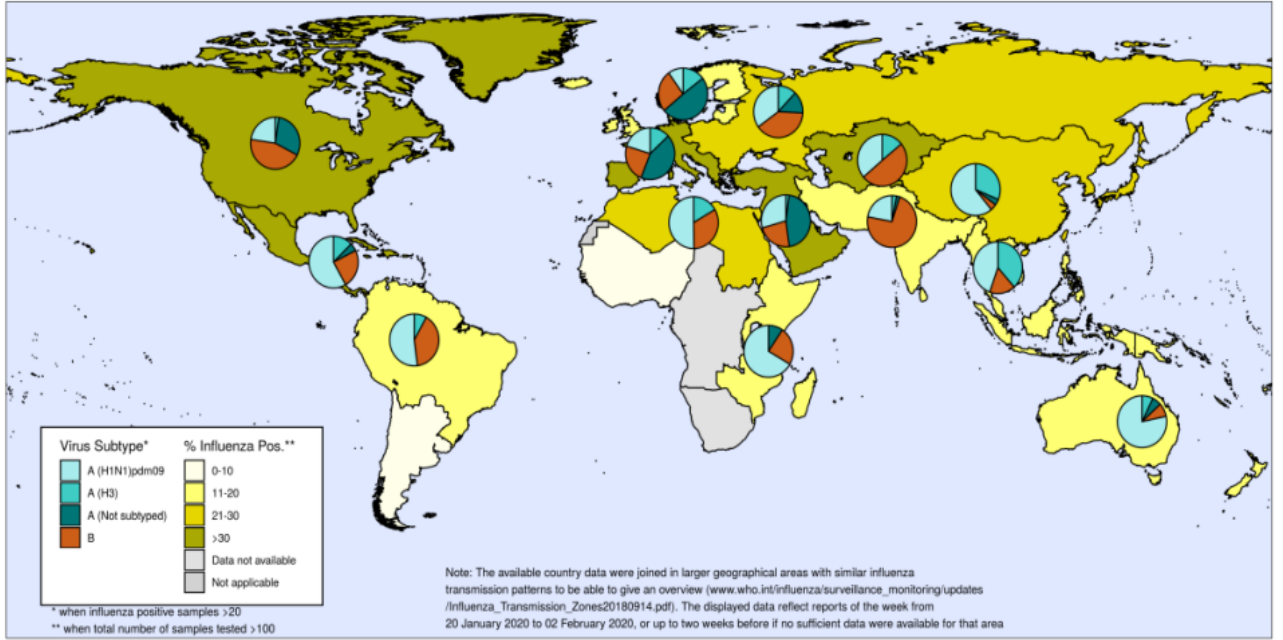 Virus Subtype*
A (H1N1)pdm09
A (H3)
A (Not subtyped)
B
% Influenza Pos.**
0-10
11-20
21-30
>30
Data not available
Not applicable
* when influenza positive samples >20
** when total number of samples tested >100
Note: The available country data were joined in larger geographical areas with similar influenza
transmission patterns to be able to give an overview (www.who.int/influenza/surveillance_monitoring/updates
/Influenza_Transmission_Zones20180914.pdf). The displayed data reflect reports of the week from
20 January 2020 to 02 February 2020, or up to two weeks before if no sufficient data were available for that area